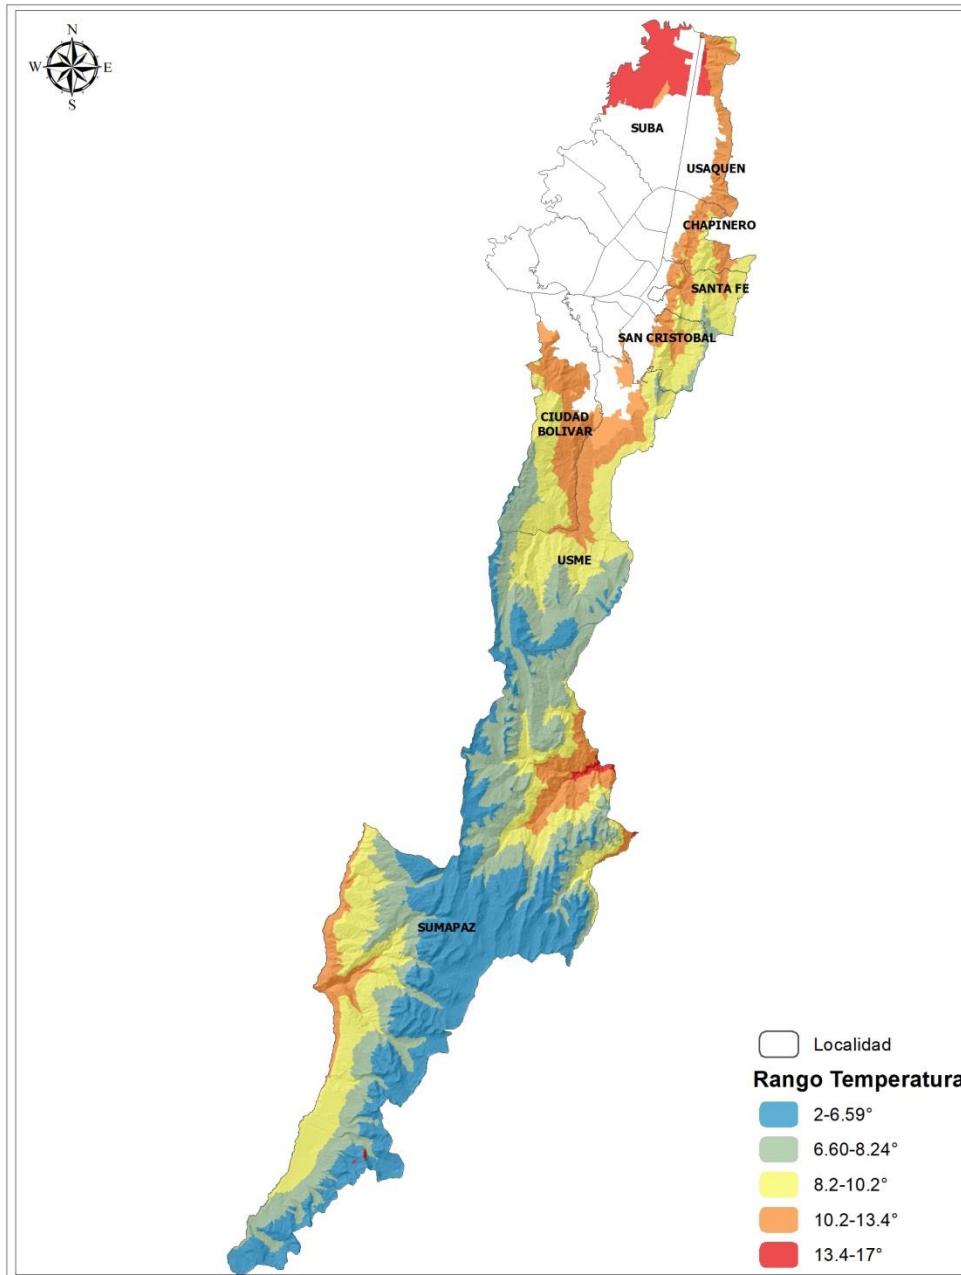 N
W E
S
SUBA
USAQUEN
CHAPINERO
SANTA FE
SAN CRISTOBAL
CIUDAD
BOLIVAR
USME
SUMAPAZ
Localidad
Rango Temperatura
2-6.59°
6.60-8.24°
8.2-10.2°
10.2-13.4°
13.4-17°